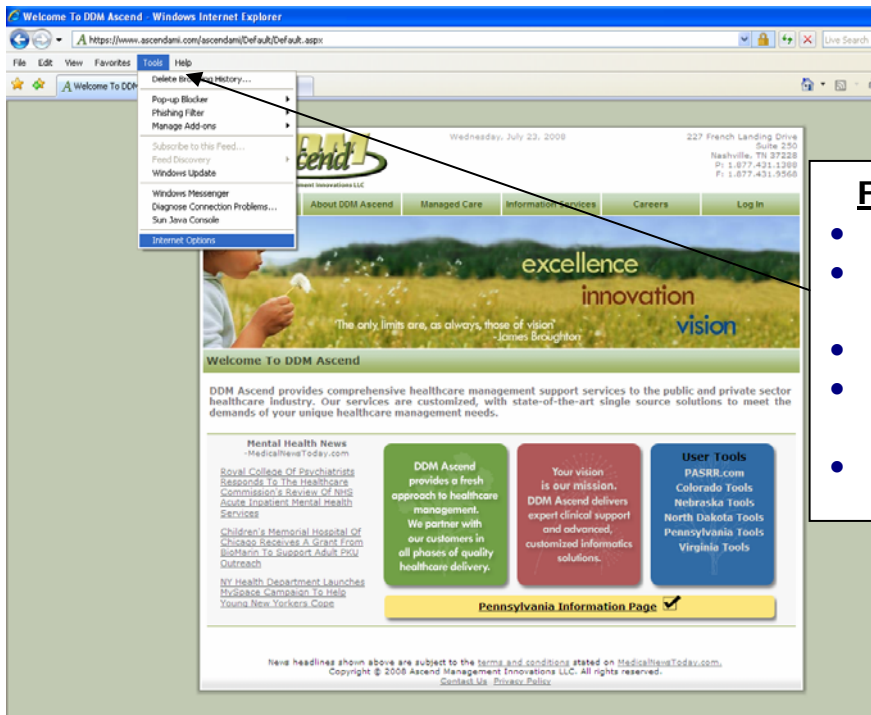 Welcome To DDM Ascend - Windows Internet Explorer
https://www.ascendami.com/ascendami/Default/Default.aspx
Live Search
File Edit View Favorites Tools Help
Welcome To DDM
Delete Browsing History...
Pop-up Blocker
Phishing Filter
Manage Add-ons
Subscribe to this Feed...
Feed Discovery
Windows Update
Windows Messenger
Diagnose Connection Problems...
Sun Java Console
Internet Options
cend
ment Innovations LLC
Wednesday, July 23, 2008
227 French Landing Drive
Suite 250
Nashville, TN 37228
P: 1.877.431.1388
F: 1.877.431.9568
About DDM Ascend Managed Care Information Services Careers Log In
excellence
innovation
vision
"The only limits are, as always, those of vision"
-James Broughton
Welcome To DDM Ascend
DDM Ascend provides comprehensive healthcare management support services to the public and private sector
healthcare industry. Our services are customized, with state-of-the-art single source solutions to meet the
demands of your unique healthcare management needs.
Mental Health News
-MedicalNewsToday.com
Royal College Of Psychiatrists
Responds To The Healthcare
Commission's Review Of NHS
Acute Inpatient Mental Health
Services
Children's Memorial Hospital Of
Chicago Receives A Grant From
BioMarin To Support Adult PKU
Outreach
NY Health Department Launches
MySpace Campaign To Help
Young New Yorkers Cope
DDM Ascend
provides a fresh
approach to healthcare
management.
We partner with
our customers in
all phases of quality
healthcare delivery.
Your vision
is our mission.
DDM Ascend delivers
expert clinical support
and advanced,
customized informatics
solutions.
User Tools
PASRR.com
Colorado Tools
Nebraska Tools
North Dakota Tools
Pennsylvania Tools
Virginia Tools
Pennsylvania Information Page
News headlines shown above are subject to the terms and conditions stated on MedicalNewsToday.com.
Copyright © 2008 Ascend Management Innovations LLC. All rights reserved.
Contact Us Privacy Policy